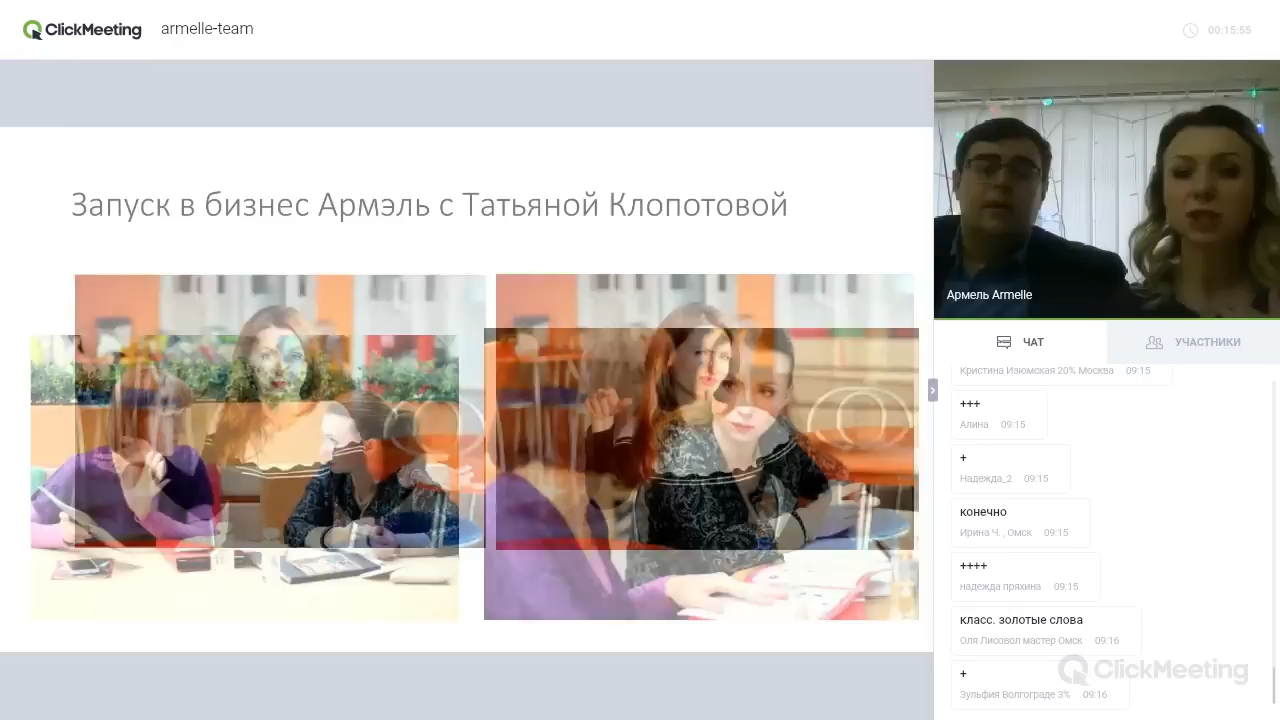 ClickMeeting
armelle-team
00:15:55
Запуск в бизнес Армэль с Татьяной Клопотовой
Армель Armelle
ЧАТ
УЧАСТНИКИ
Кристина Изюмская 20% Москва 09:15
+++
Алина 09:15
+
Надежда_2 09:15
конечно
Ирина Ч. , Омск 09:15
++++
надежда пряхина 09:15
класс. золотые слова
Оля Лисовол мастер Омск 09:16
+
Зульфия Волгограде 3% 09:16
ClickMeeting